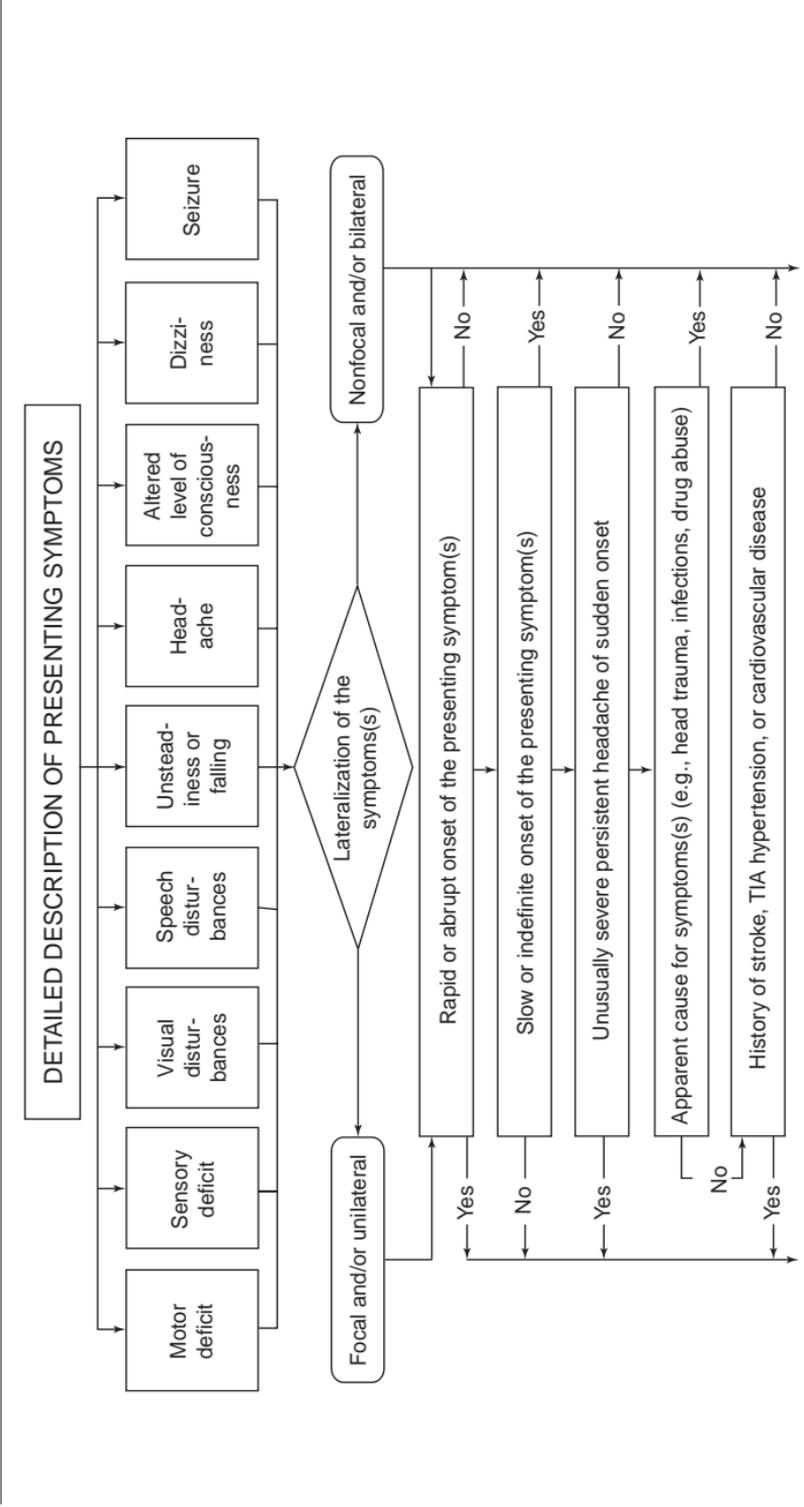 DETAILED DESCRIPTION OF PRESENTING SYMPTOMS
Motor
deficit
Sensory
deficit
Visual
distur-
bances
Speech
distur-
bances
Unstead-
iness or
falling
Head-
ache
Altered
level of
conscious-
ness
Dizzi-
ness
Seizure
Lateralization of the
symptoms(s)
Focal and/or unilateral
Nonfocal and/or bilateral
Rapid or abrupt onset of the presenting symptom(s)
Yes
No
Slow or indefinite onset of the presenting symptom(s)
No
Yes
Unusually severe persistent headache of sudden onset
Yes
No
Apparent cause for symptoms(s) (e.g., head trauma, infections, drug abuse)
No
Yes
History of stroke, TIA hypertension, or cardiovascular disease
Yes
No